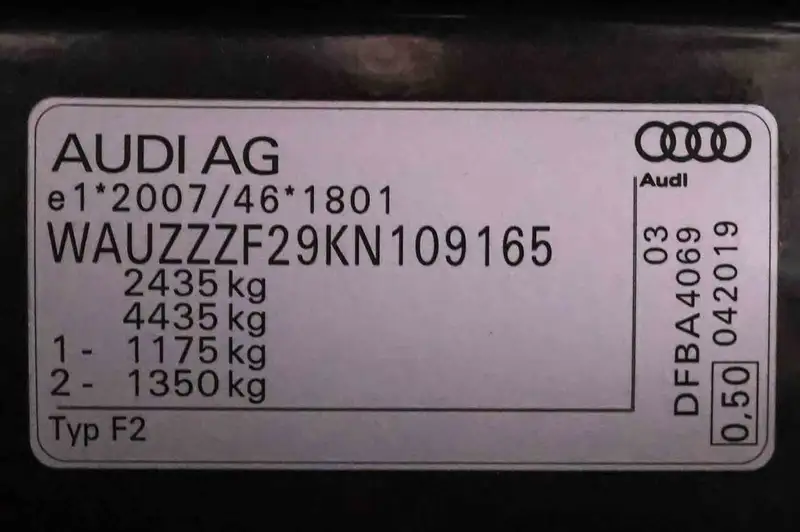 AUDI AG
e1*2007/46*1801
WAUZZZF29KN109165
2435 kg
4435 kg
1 - 1175 kg
2 - 1350 kg
Typ F2
Audi
03
DFBA4069
042019
0,50